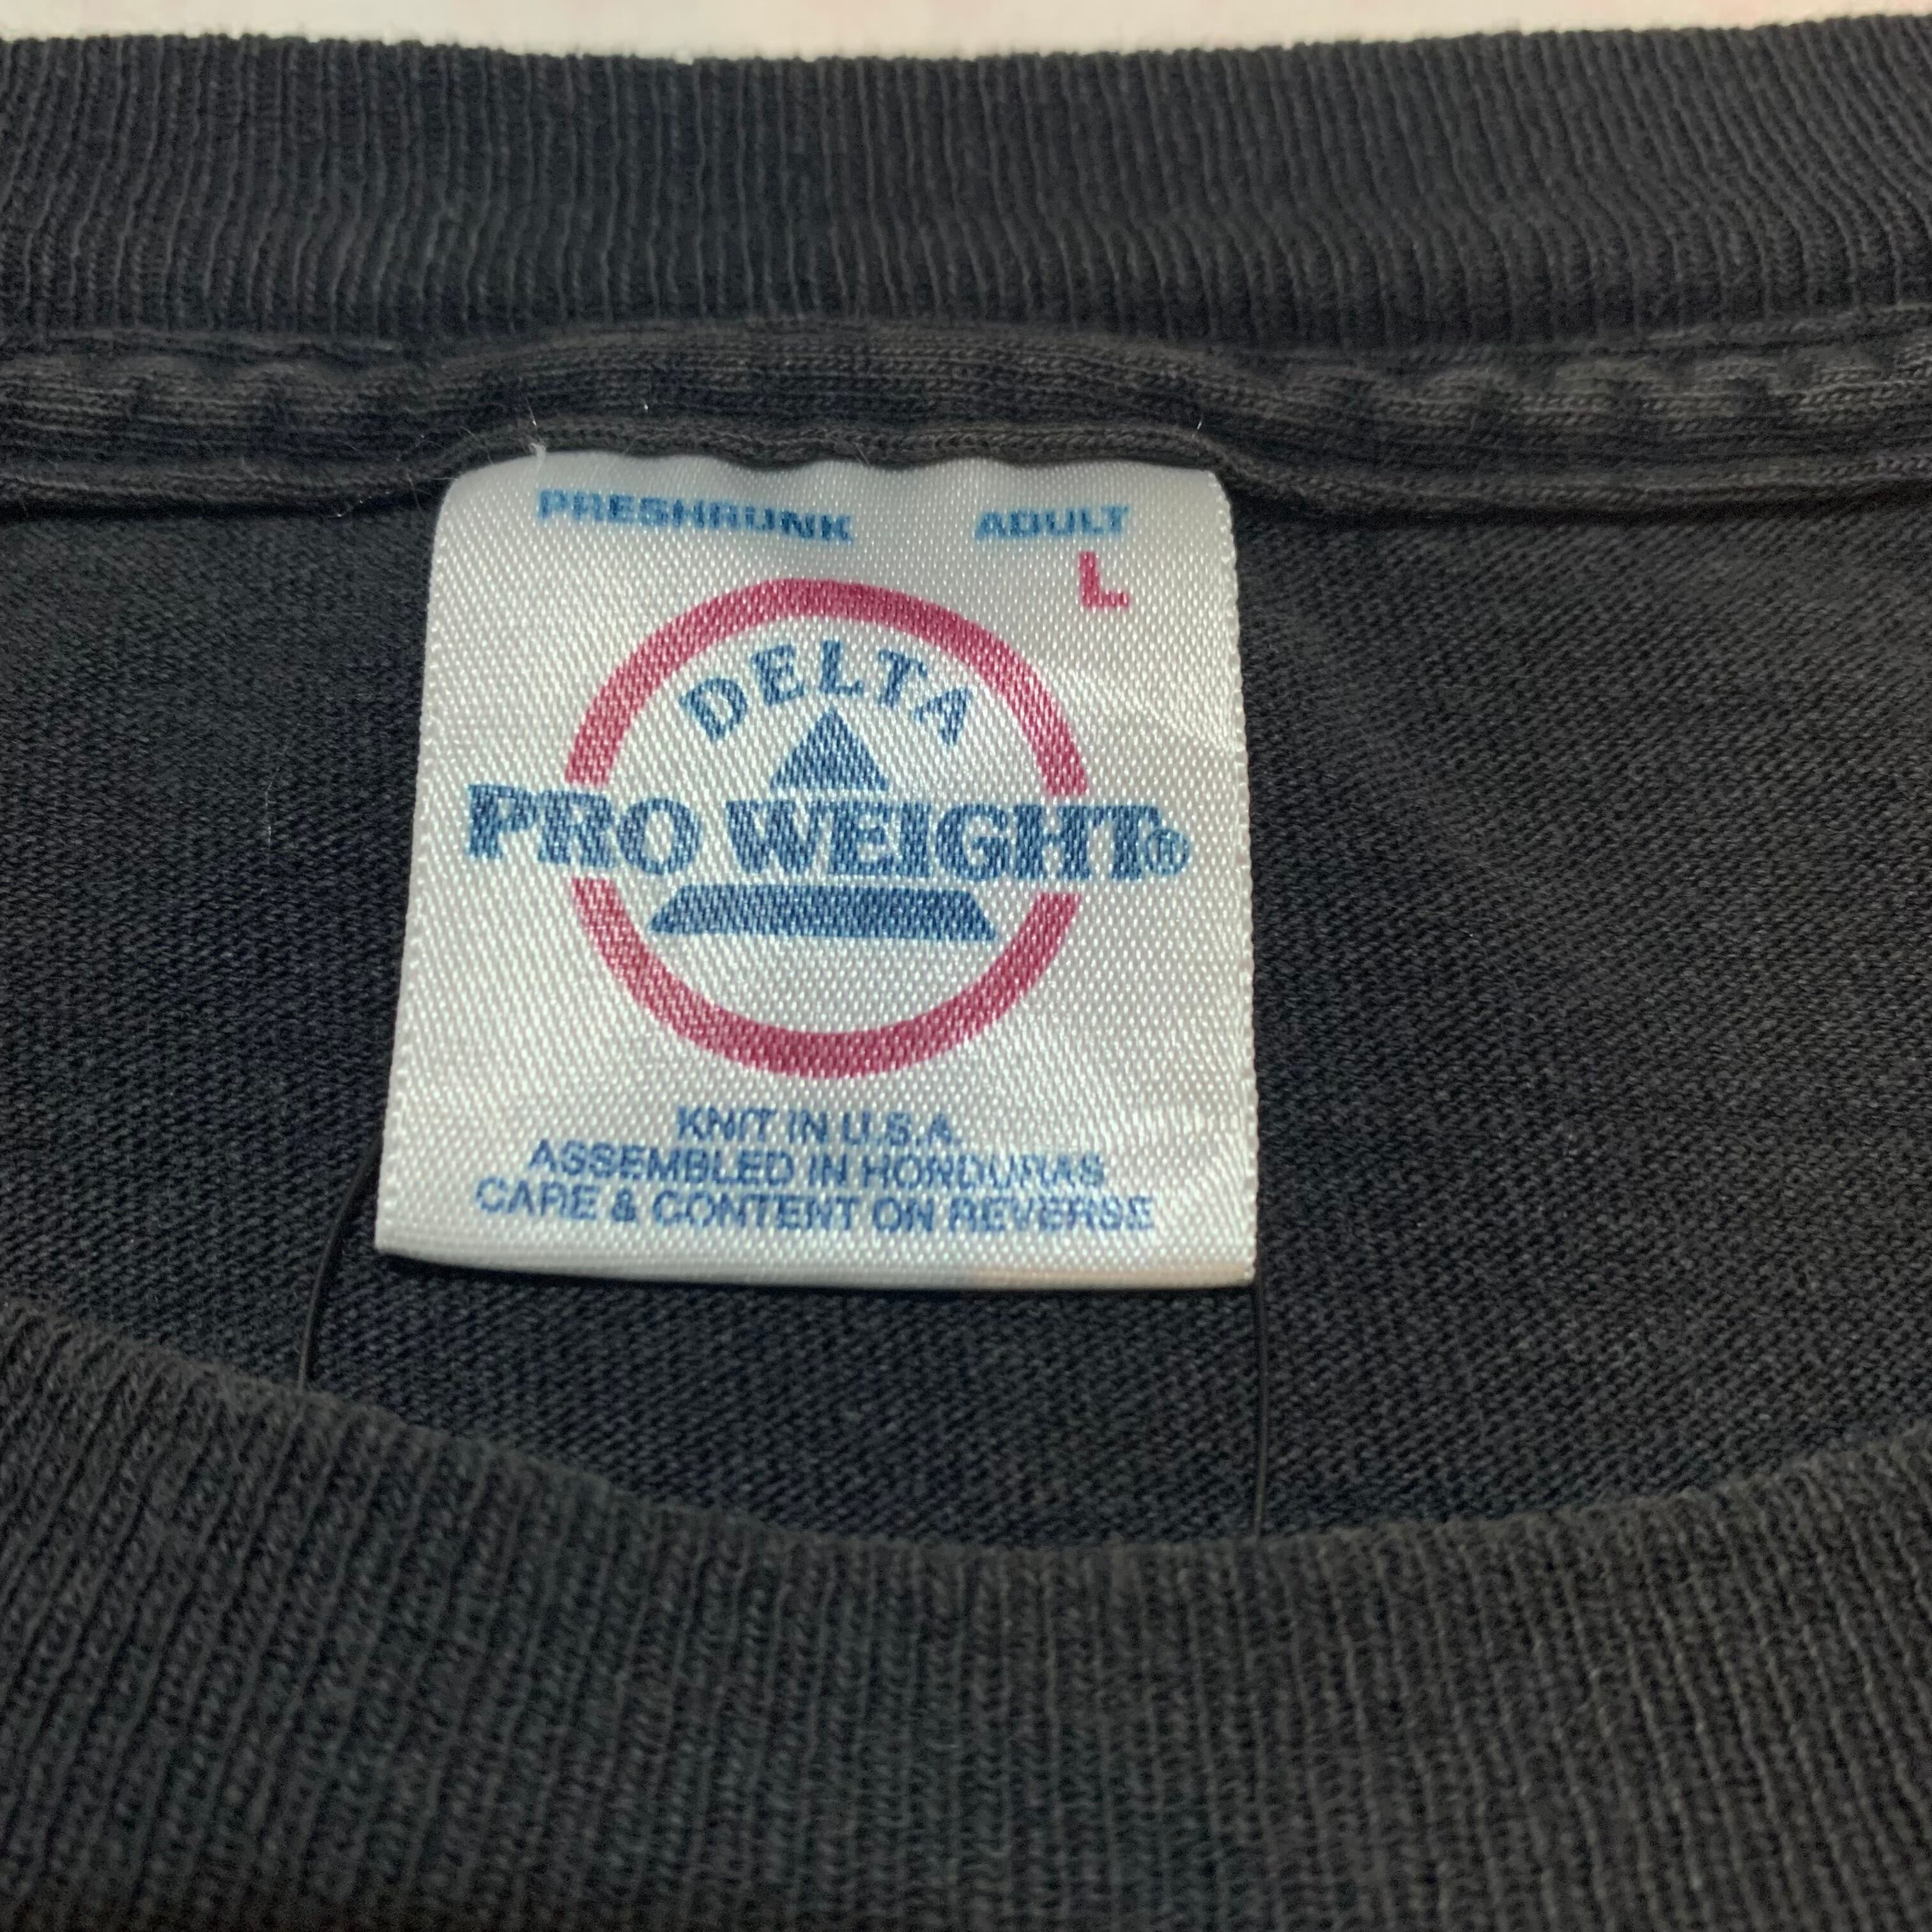 PRESHRUNK ADULT
L
DELTA
PRO WEIGHT®
KNIT IN U.S.A.
ASSEMBLED IN HONDURAS
CARE & CONTENT ON REVERSE